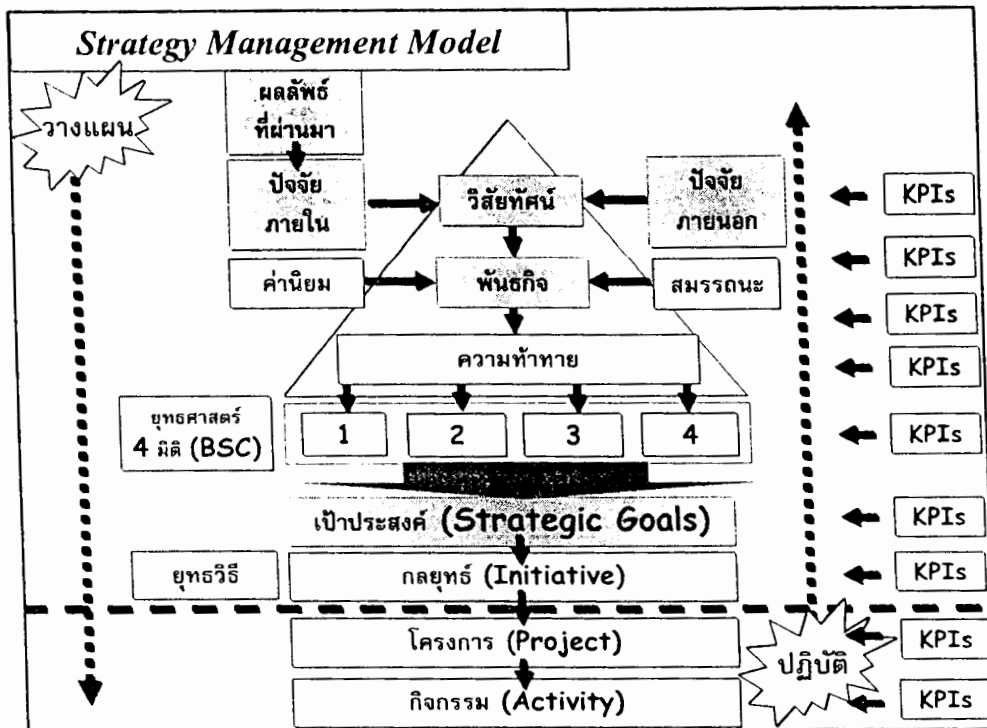 Strategy Management Model
วางแผน
ผลลัพธ์
ที่ผ่านมา
ปัจจัย
ภายใน
วิสัยทัศน์
ปัจจัย
ภายนอก
KPIs
KPIs
ค่านิยม
พันธกิจ
สมรรถนะ
KPIs
ความท้าทาย
KPIs
ยุทธศาสตร์
4 มิติ (BSC)
1
2
3
4
KPIs
เป้าประสงค์ (Strategic Goals)
KPIs
ยุทธวิธี
กลยุทธ์ (Initiative)
KPIs
โครงการ (Project)
KPIs
ปฏิบัติ
กิจกรรม (Activity)
KPIs